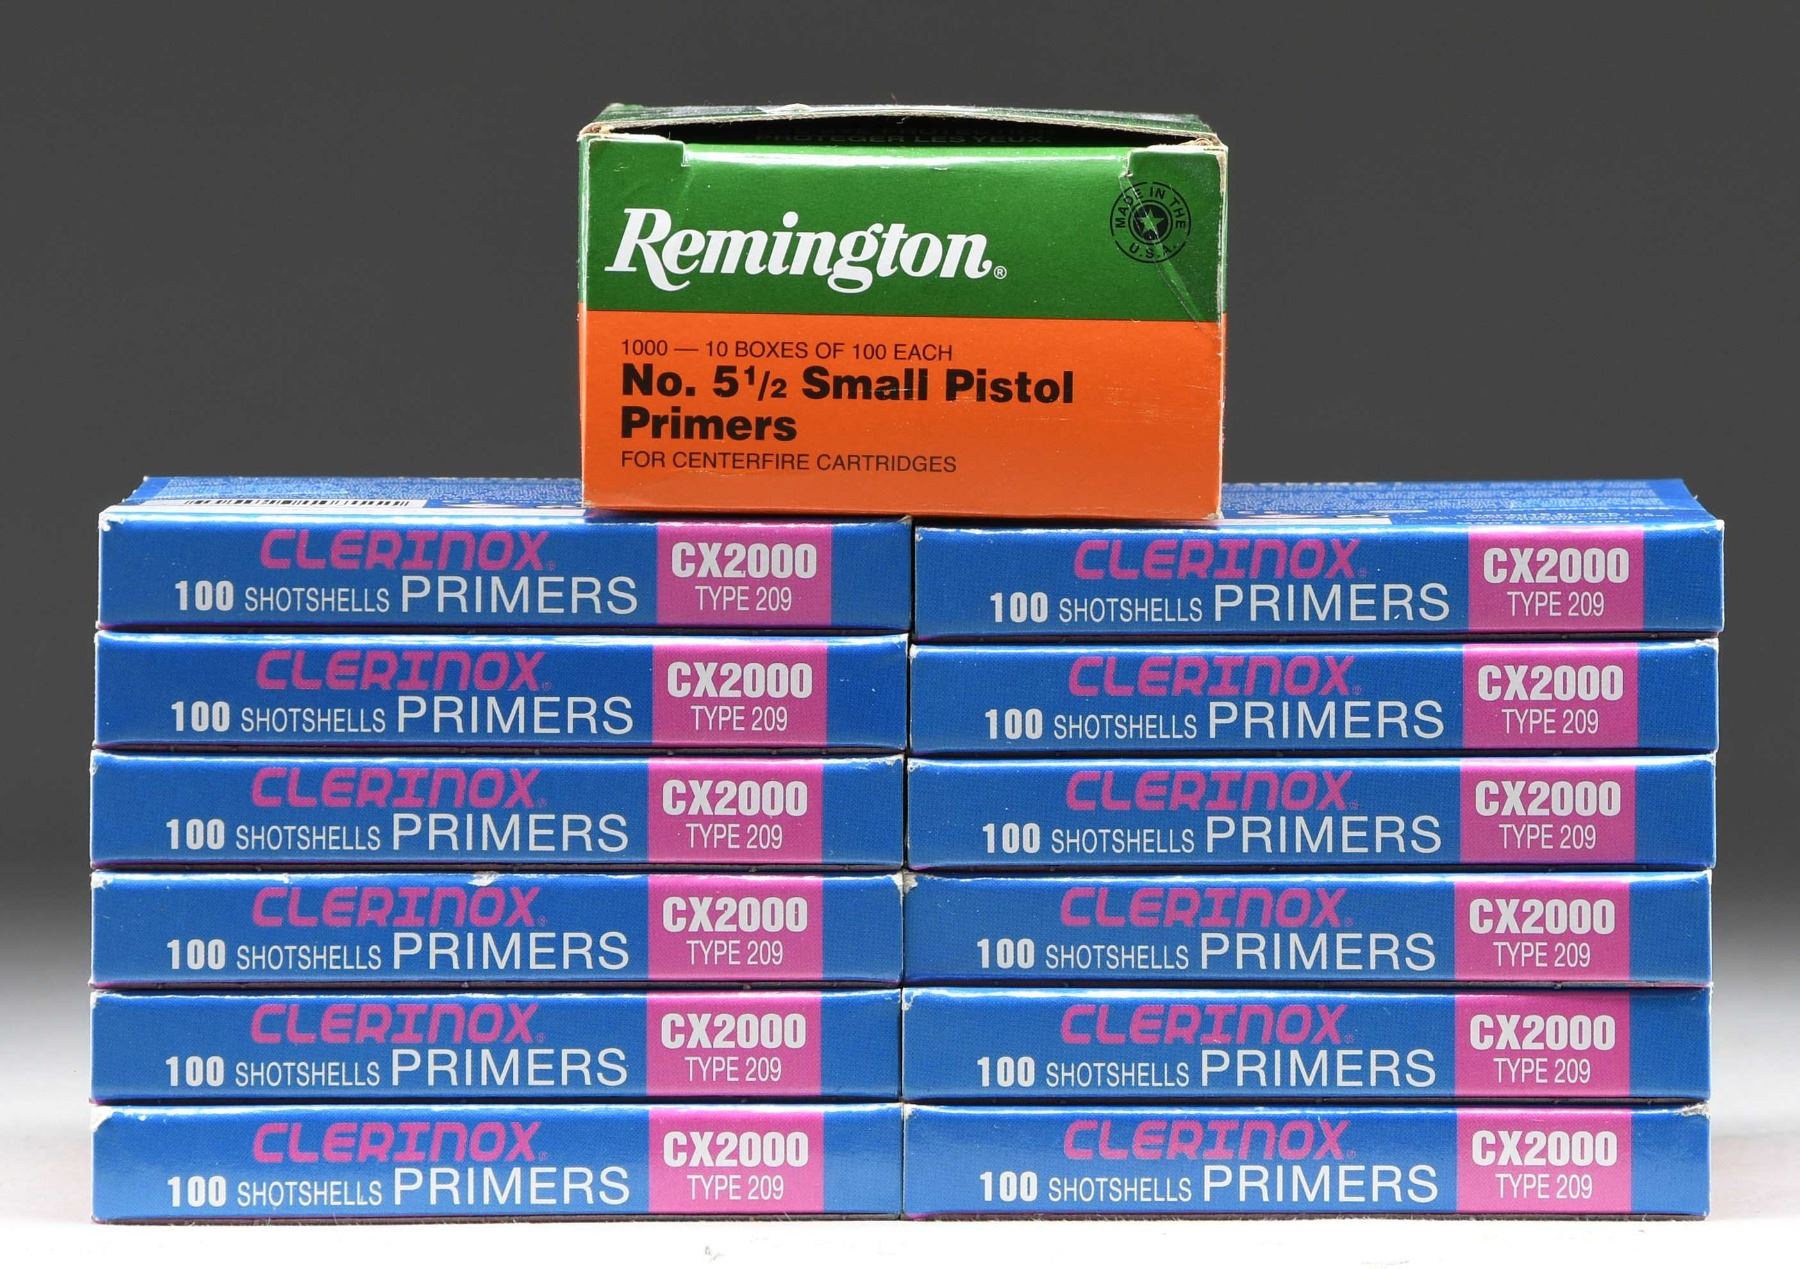 PROTEGER LES YEUX.
Remington®
MADE IN THE U.S.A.
1000 — 10 BOXES OF 100 EACH
No. 5 1/2 Small Pistol
Primers
FOR CENTERFIRE CARTRIDGES
CLERINOX®
100 SHOTSHELLS PRIMERS
CX2000
TYPE 209
CLERINOX®
100 SHOTSHELLS PRIMERS
CX2000
TYPE 209
CLERINOX®
100 SHOTSHELLS PRIMERS
CX2000
TYPE 209
CLERINOX®
100 SHOTSHELLS PRIMERS
CX2000
TYPE 209
CLERINOX®
100 SHOTSHELLS PRIMERS
CX2000
TYPE 209
CLERINOX®
100 SHOTSHELLS PRIMERS
CX2000
TYPE 209
CLERINOX®
100 SHOTSHELLS PRIMERS
CX2000
TYPE 209
CLERINOX®
100 SHOTSHELLS PRIMERS
CX2000
TYPE 209
CLERINOX®
100 SHOTSHELLS PRIMERS
CX2000
TYPE 209
CLERINOX®
100 SHOTSHELLS PRIMERS
CX2000
TYPE 209
CLERINOX®
100 SHOTSHELLS PRIMERS
CX2000
TYPE 209
CLERINOX®
100 SHOTSHELLS PRIMERS
CX2000
TYPE 209